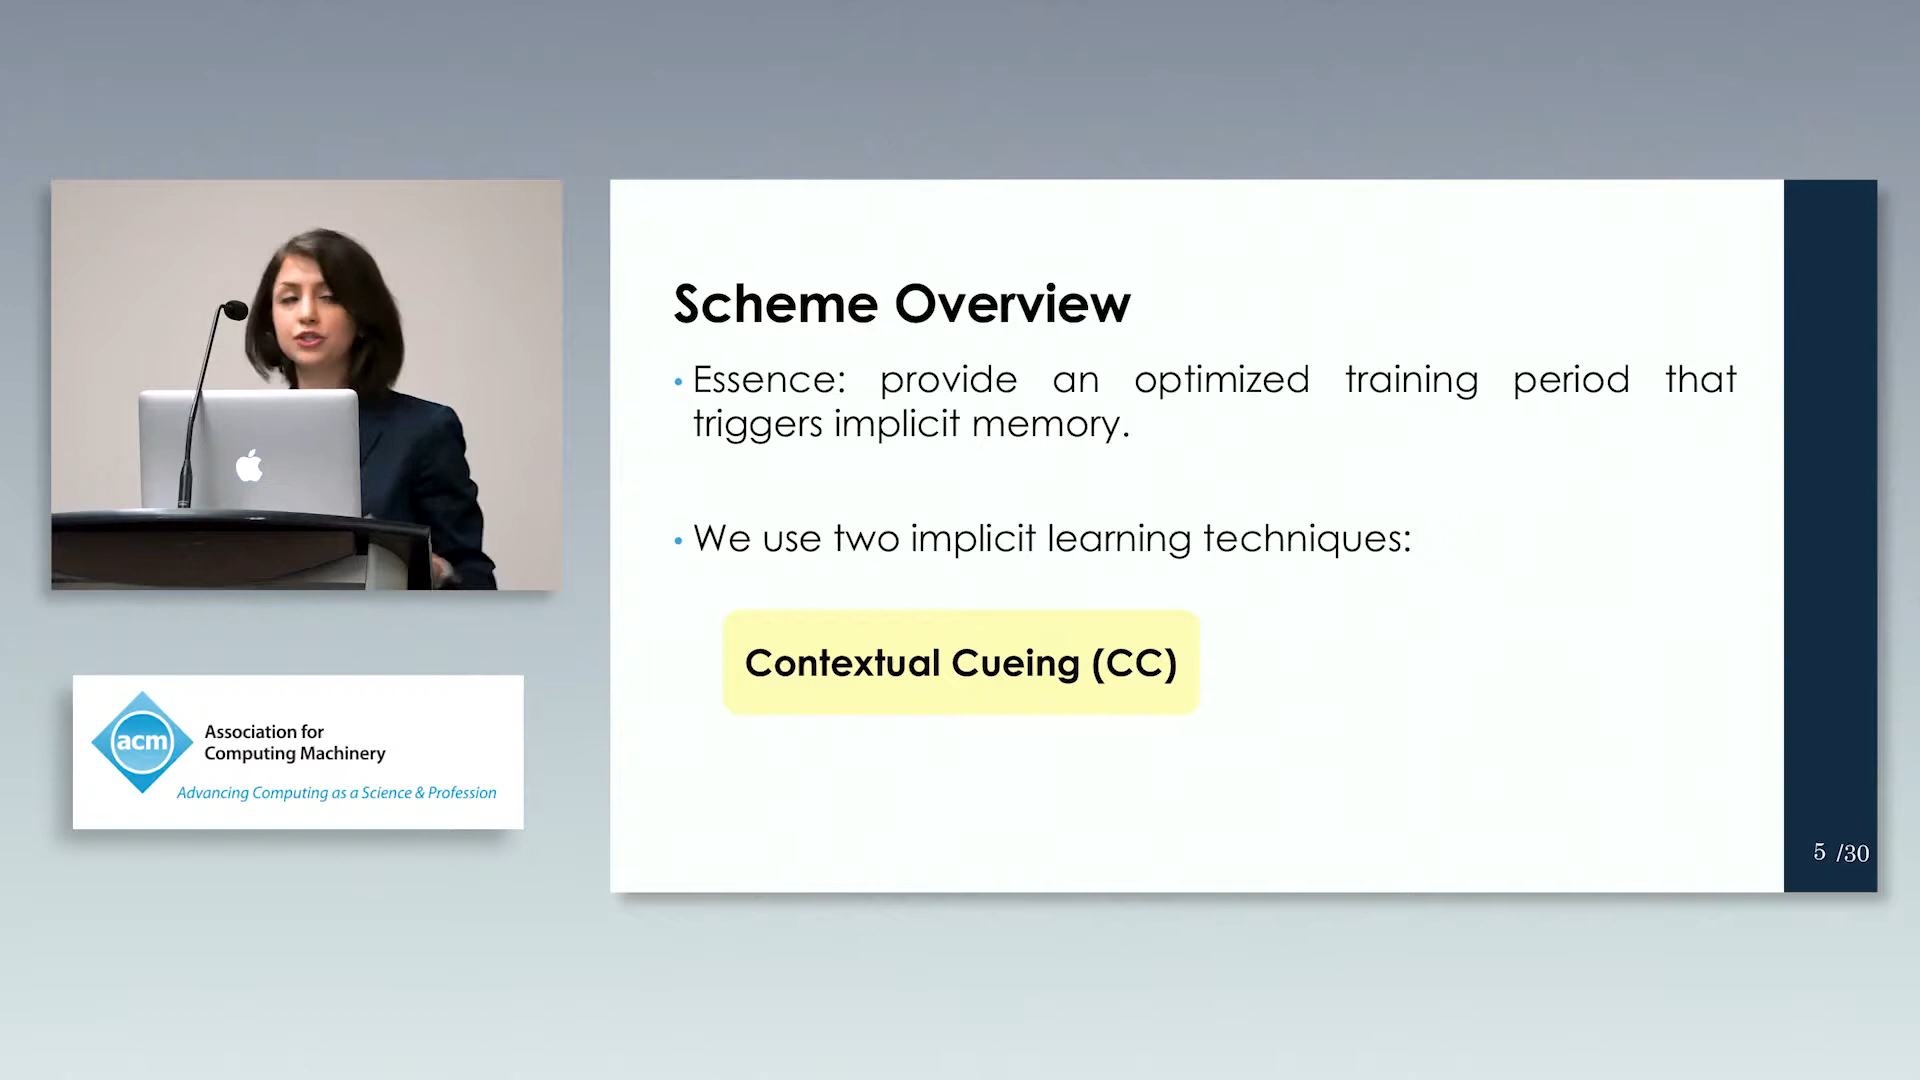 Scheme Overview
• Essence: provide an optimized training period that
triggers implicit memory.
• We use two implicit learning techniques:
Contextual Cueing (CC)
5 /30
acm
Association for
Computing Machinery
Advancing Computing as a Science & Profession